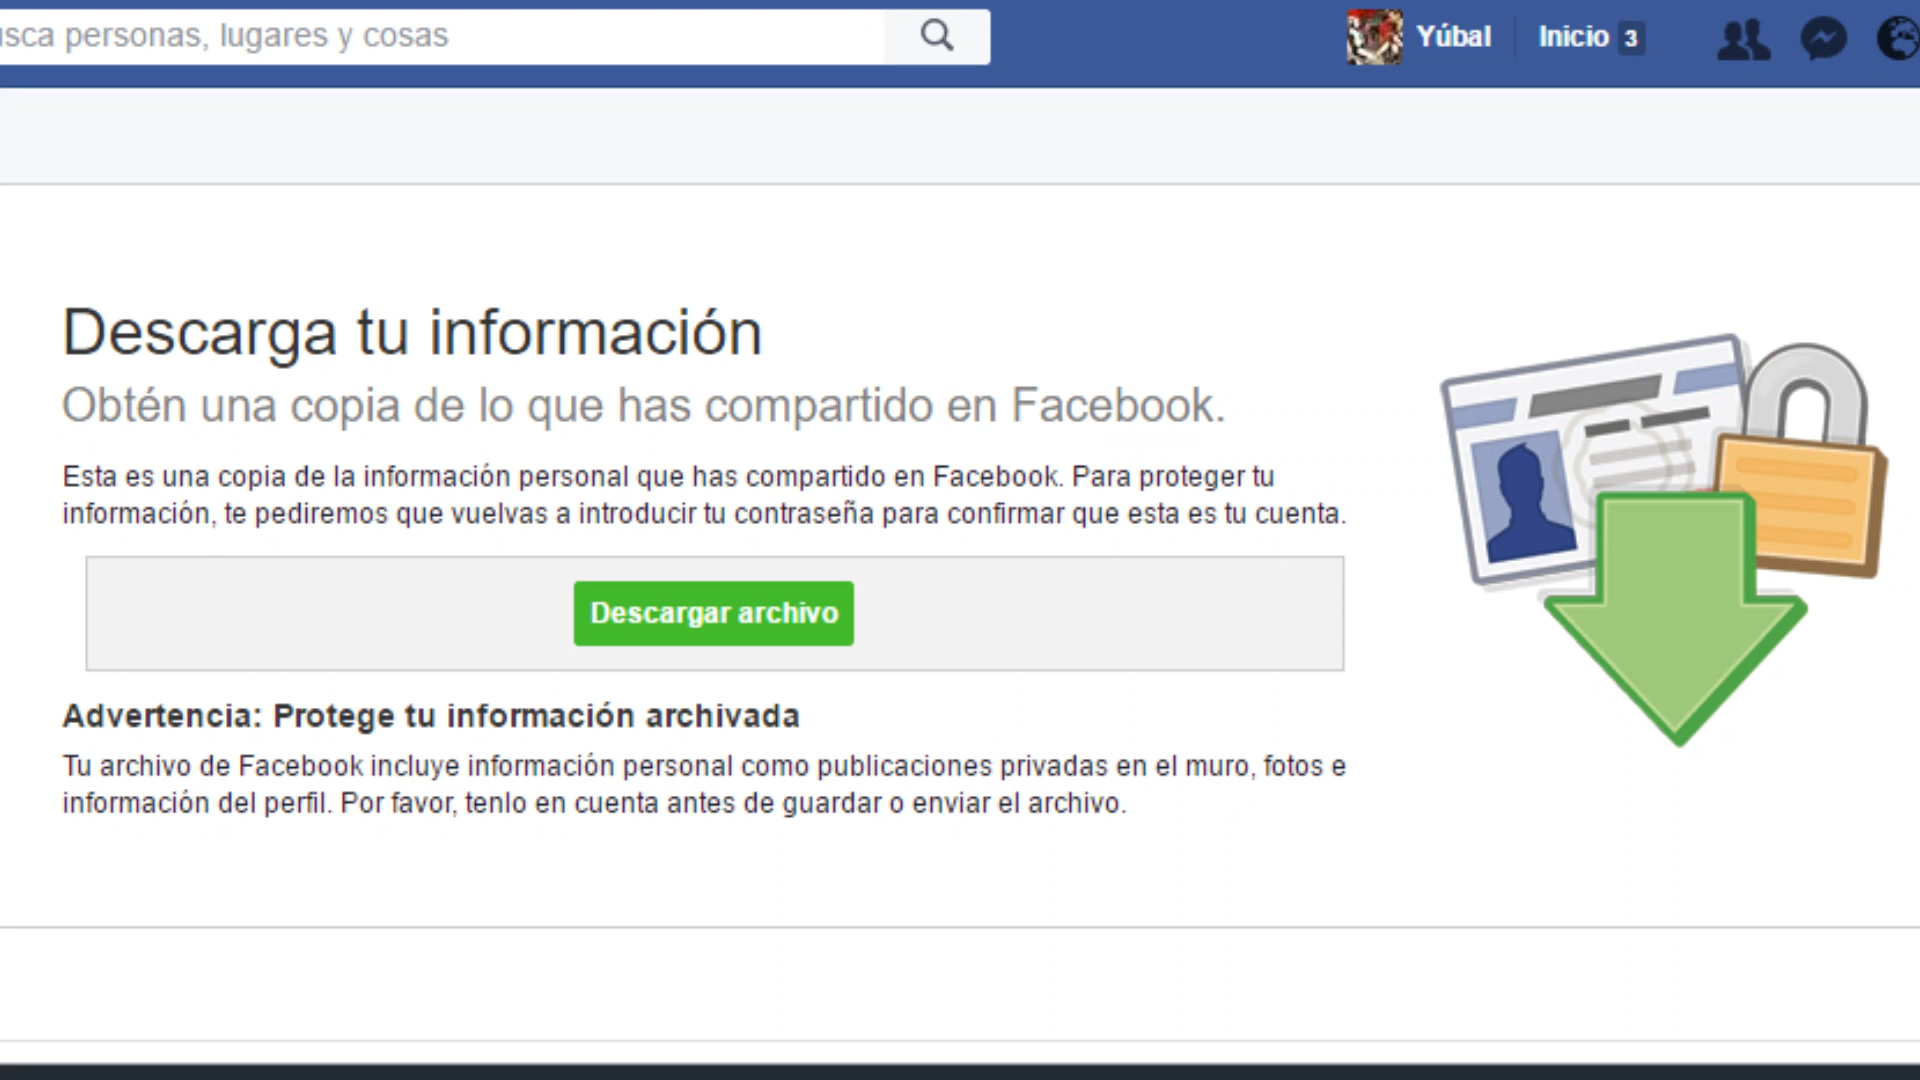 personas, lugares y cosas
Yúbal
Inicio 3
Descarga tu información
Obtén una copia de lo que has compartido en Facebook.
Esta es una copia de la información personal que has compartido en Facebook. Para proteger tu
información, te pediremos que vuelvas a introducir tu contraseña para confirmar que esta es tu cuenta.
Descargar archivo
Advertencia: Protege tu información archivada
Tu archivo de Facebook incluye información personal como publicaciones privadas en el muro, fotos e
información del perfil. Por favor, tenlo en cuenta antes de guardar o enviar el archivo.